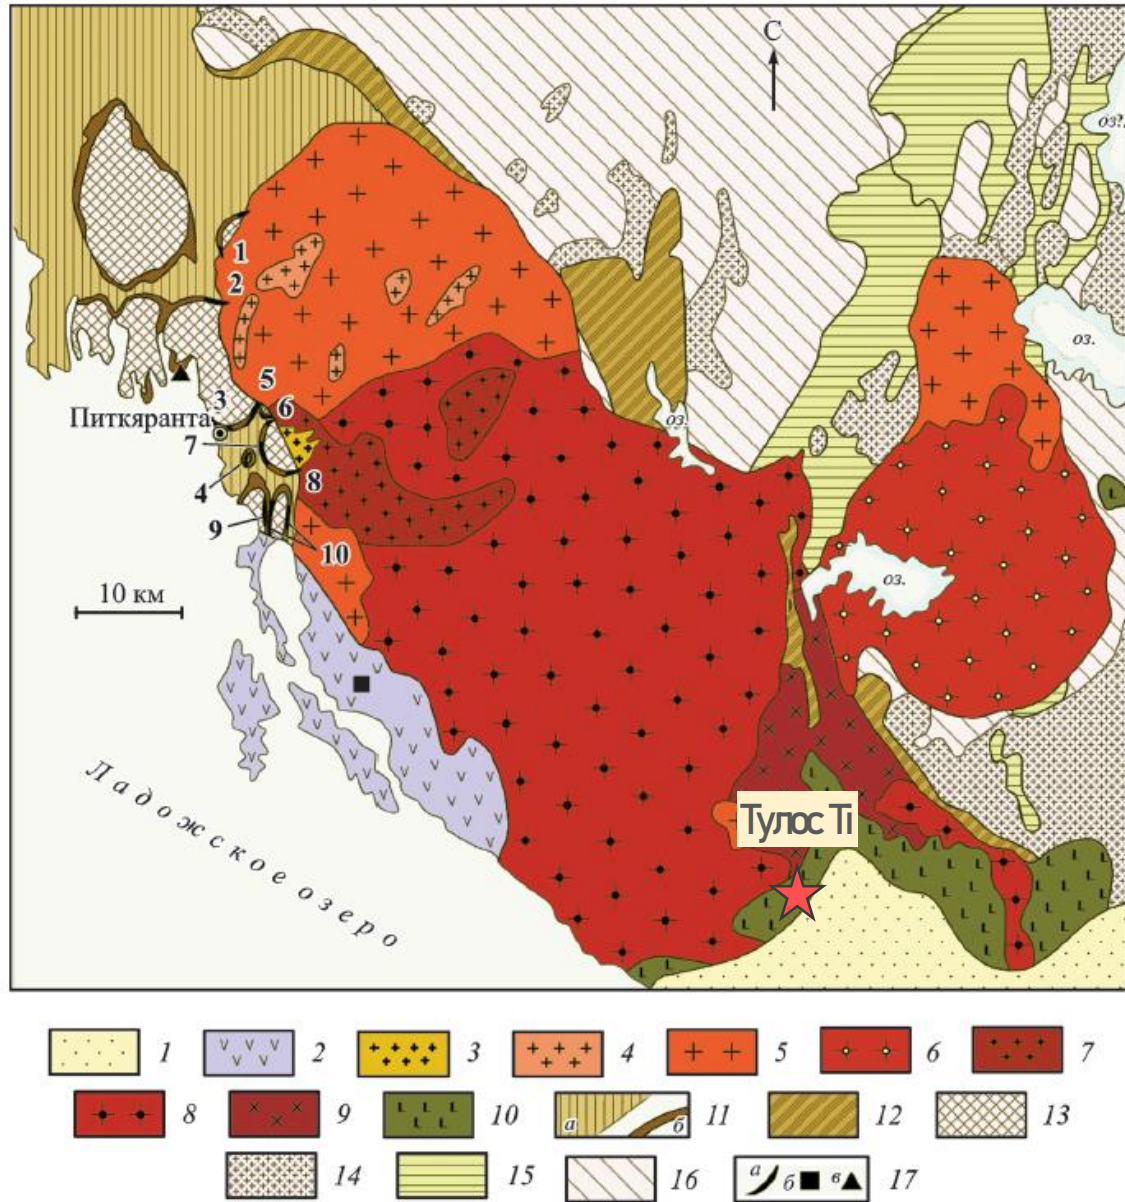 С
оз.
1
2
оз.
5
3
6
Питкяранта
оз.
7
4
8
9
оз.
10
10 км
Ладожское озеро
Тулос Ti
1 2 3 4 5 6 7
8 9 10 а б 11 12 13
14 15 16 а б в 17